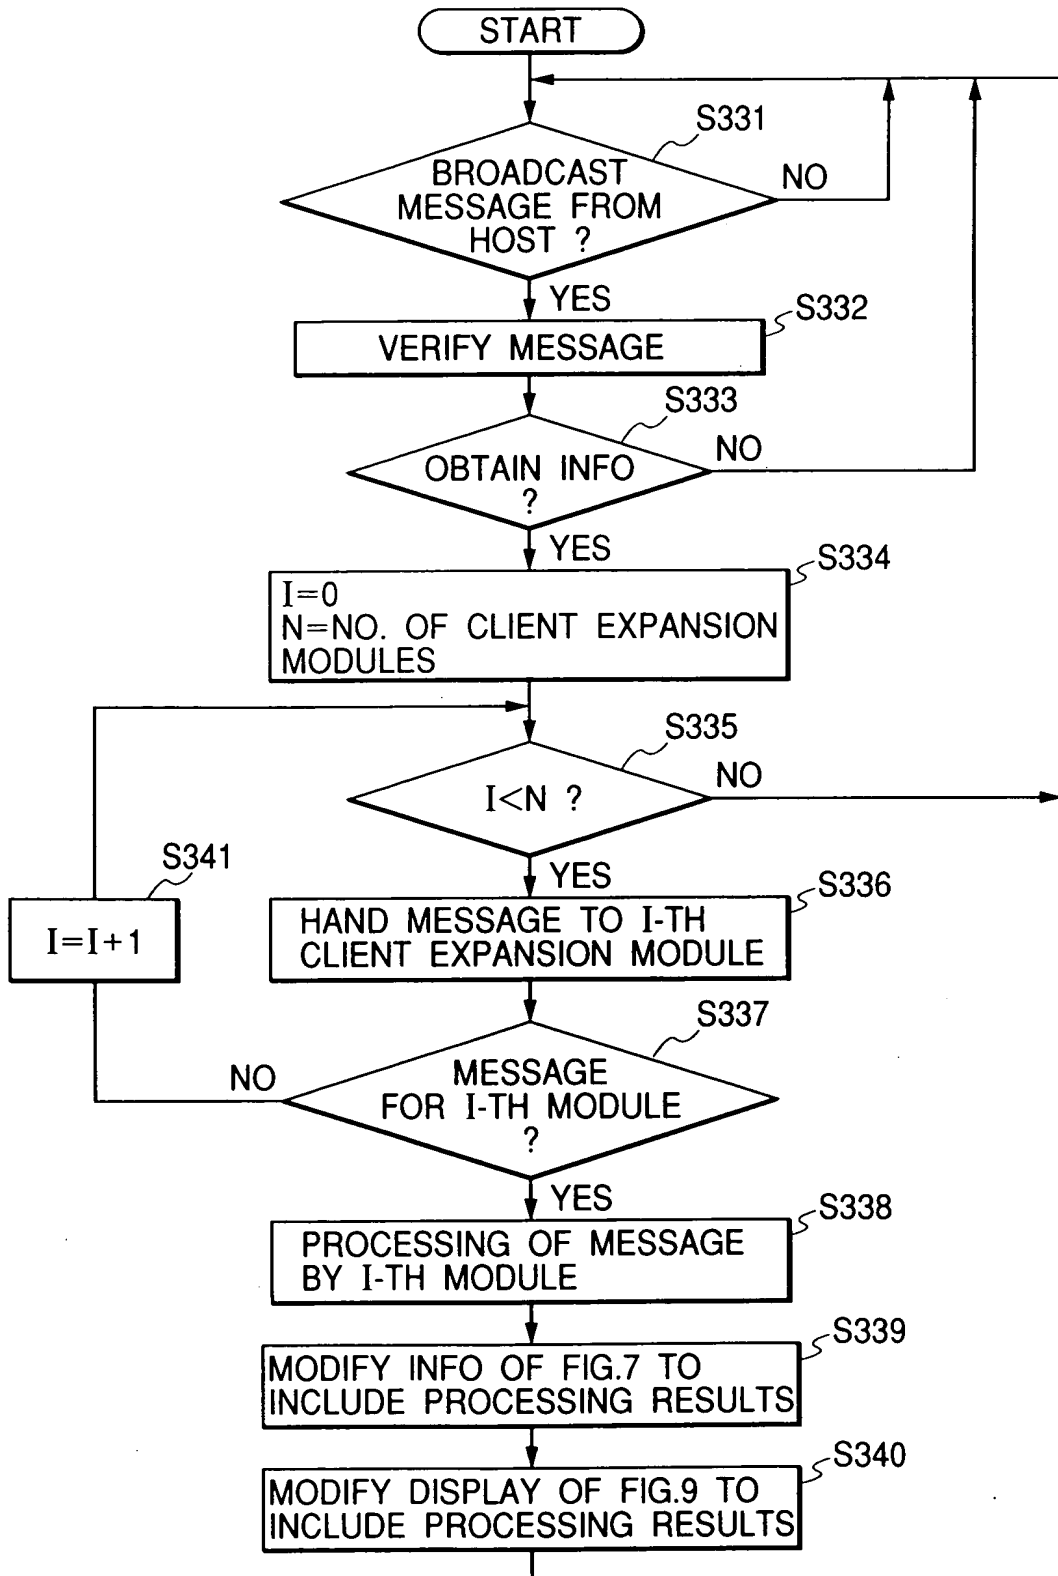 START
S331
BROADCAST
MESSAGE FROM
HOST ?
NO
YES
S332
VERIFY MESSAGE
S333
OBTAIN INFO
?
NO
YES
S334
I=0
N=NO. OF CLIENT EXPANSION
MODULES
S335
I<N ?
NO
YES
S341
I=I+1
S336
HAND MESSAGE TO I-TH
CLIENT EXPANSION MODULE
S337
MESSAGE
FOR I-TH MODULE
?
NO
YES
S338
PROCESSING OF MESSAGE
BY I-TH MODULE
S339
MODIFY INFO OF FIG.7 TO
INCLUDE PROCESSING RESULTS
S340
MODIFY DISPLAY OF FIG.9 TO
INCLUDE PROCESSING RESULTS